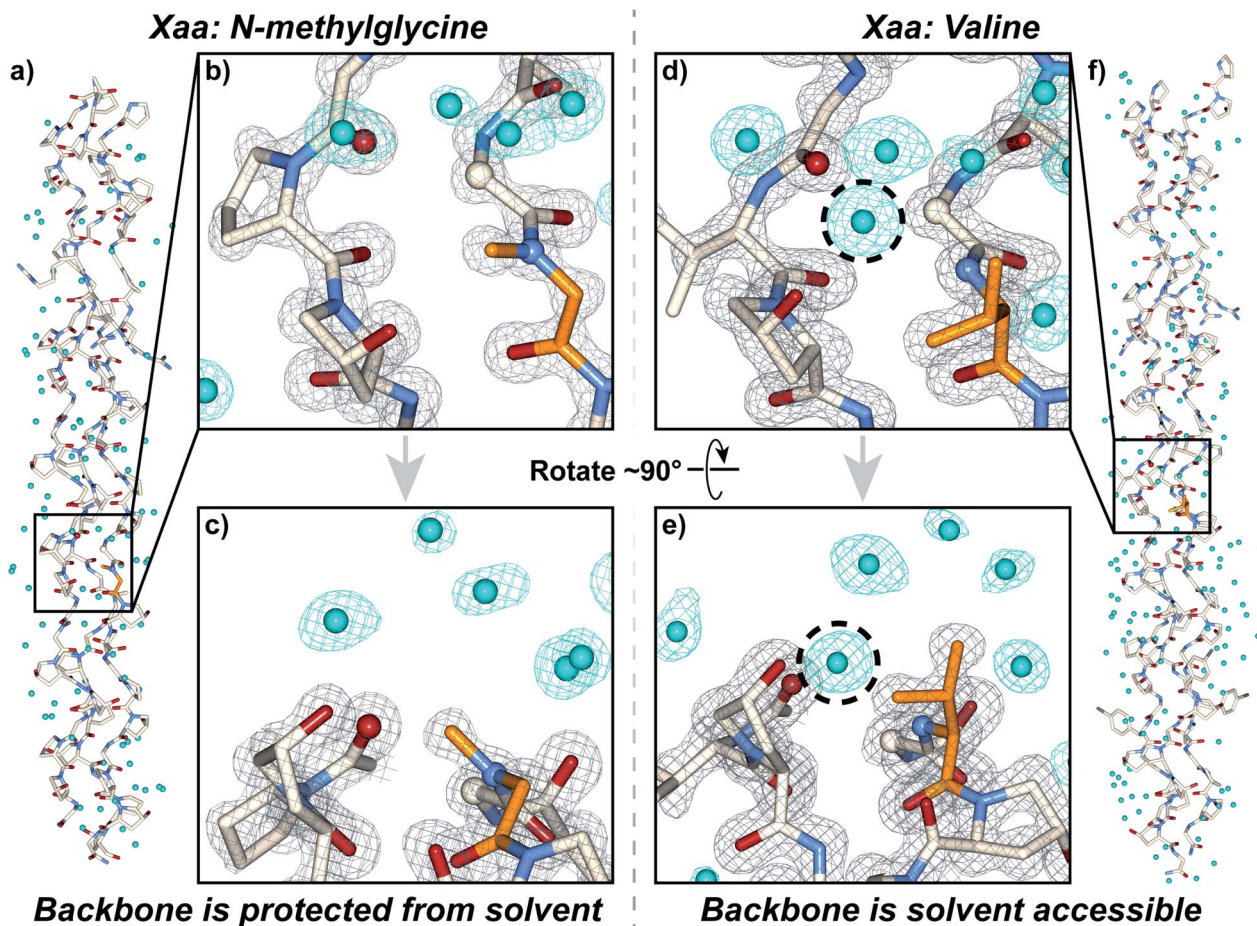 Xaa: N-methylglycine
Xaa: Valine
a)
b)
d)
f)
Rotate ~90°
c)
e)
Backbone is protected from solvent
Backbone is solvent accessible